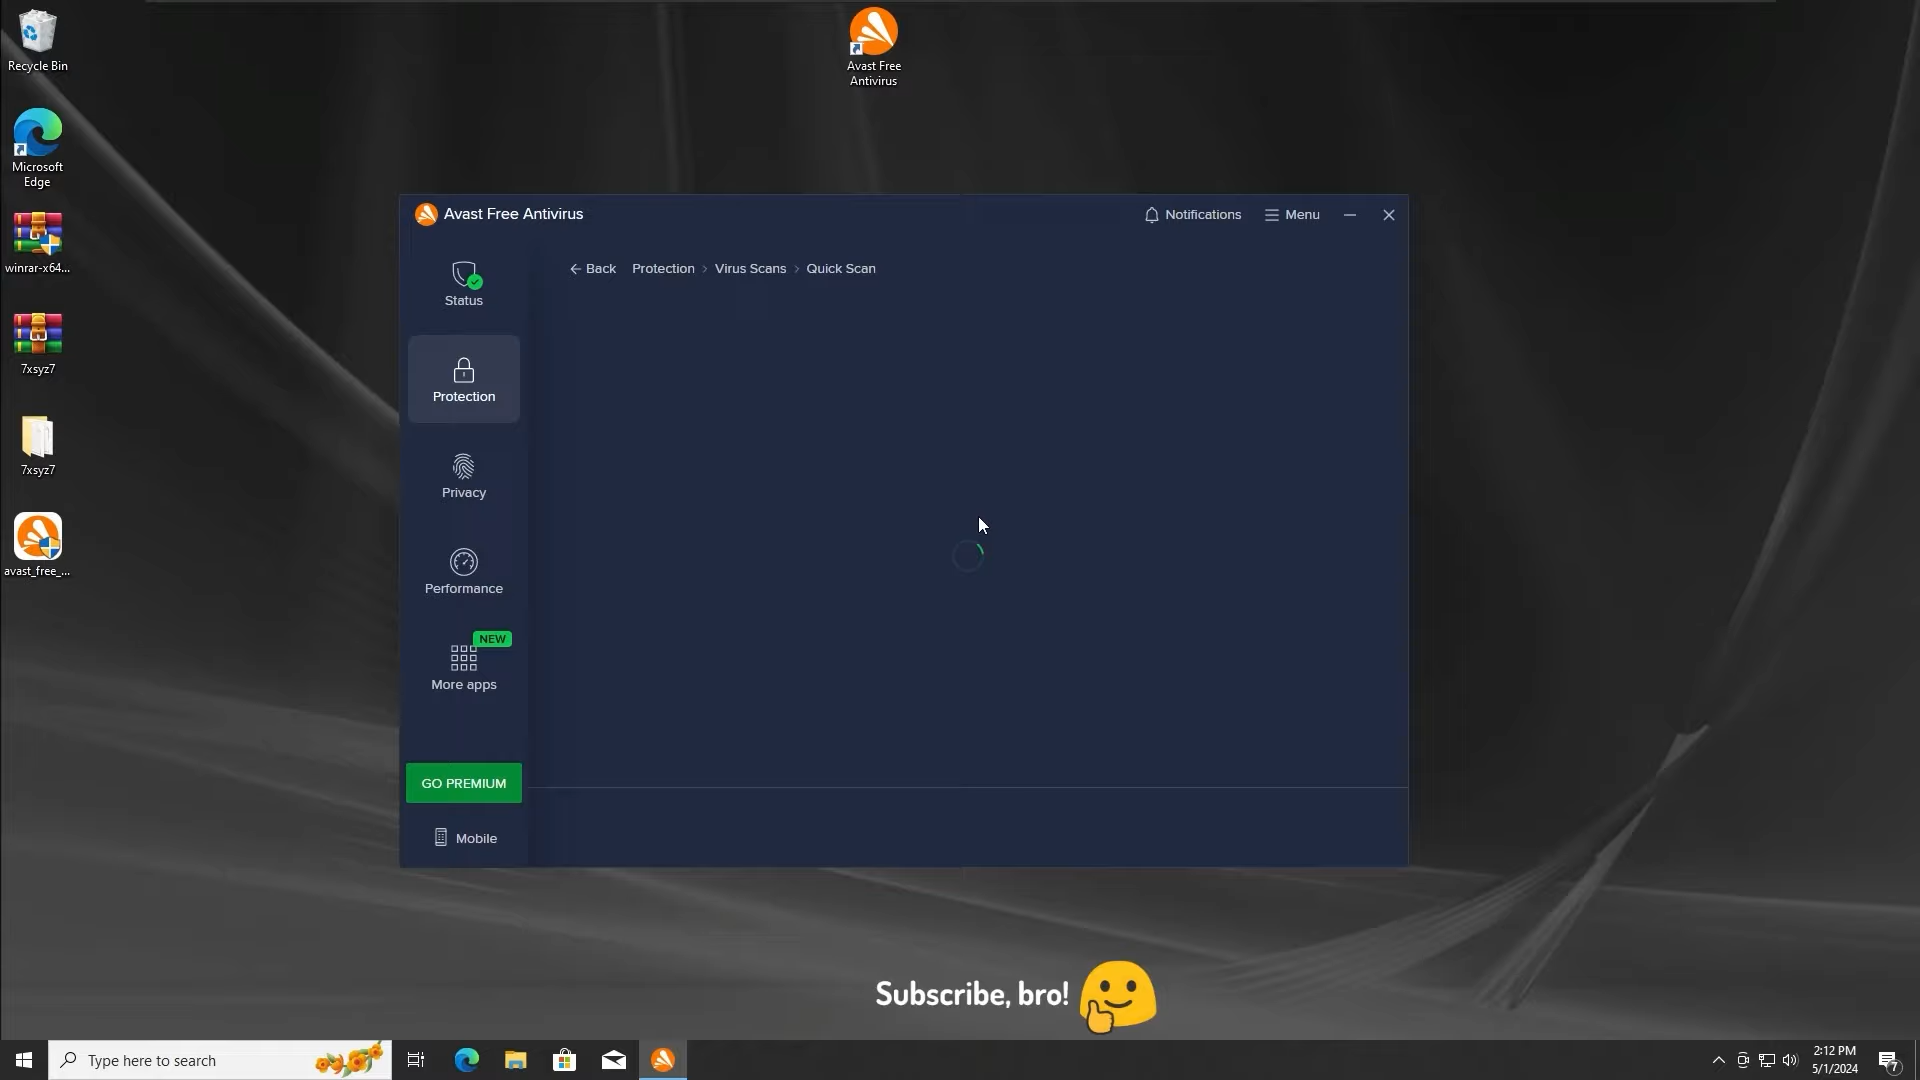 Recycle Bin
Avast Free
Antivirus
Microsoft
Edge
winrar-x64...
7xsyz7
7xsyz7
avast_free_...
Avast Free Antivirus
Notifications
Menu
Back
Protection
Virus Scans
Quick Scan
Status
Protection
Privacy
Performance
NEW
More apps
GO PREMIUM
Mobile
Subscribe, bro!
Type here to search
2:12 PM
5/1/2024
7